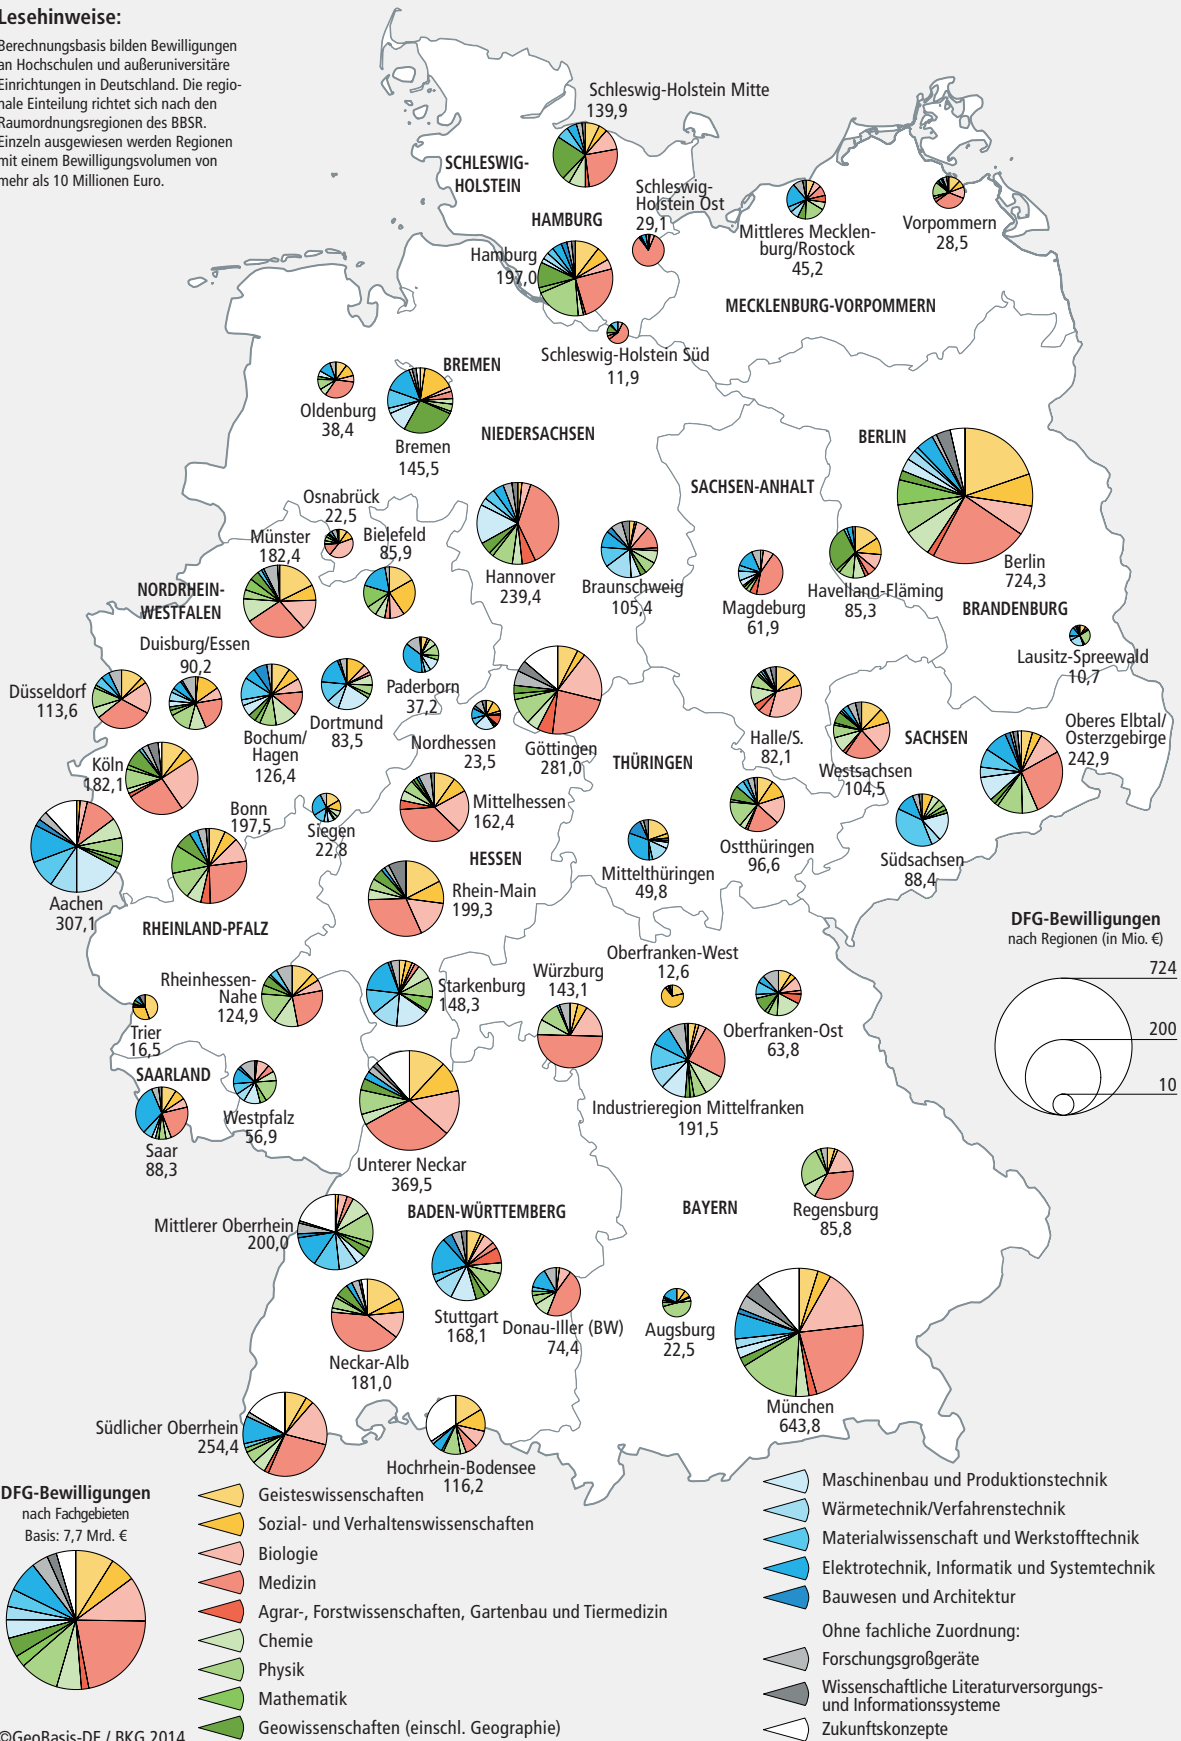 Lesehinweise:
Berechnungsbasis bilden Bewilligungen
an Hochschulen und außeruniversitäre
Einrichtungen in Deutschland. Die regio-
nale Einteilung richtet sich nach den
Raumordnungsregionen des BBSR.
Einzeln ausgewiesen werden Regionen
mit einem Bewilligungsvolumen von
mehr als 10 Millionen Euro.
Schleswig-Holstein Mitte
139,9
SCHLESWIG-
HOLSTEIN
Schleswig-
Holstein Ost
29,1
HAMBURG
Hamburg
197,0
Mittleres Mecklen-
burg/Rostock
45,2
Vorpommern
28,5
MECKLENBURG-VORPOMMERN
Schleswig-Holstein Süd
11,9
BREMEN
Oldenburg
38,4
Bremen
145,5
NIEDERSACHSEN
BERLIN
SACHSEN-ANHALT
Osnabrück
22,5
Münster
182,4
Bielefeld
85,9
Hannover
239,4
Braunschweig
105,4
Magdeburg
61,9
Havelland-Fläming
85,3
Berlin
724,3
BRANDENBURG
NORDRHEIN-
WESTFALEN
Duisburg/Essen
90,2
Lausitz-Spreewald
10,7
Düsseldorf
113,6
Bochum/
Hagen
126,4
Dortmund
83,5
Paderborn
37,2
Nordhessen
23,5
Göttingen
281,0
Halle/S.
82,1
Westsachsen
104,5
SACHSEN
Oberes Elbtal/
Osterzgebirge
242,9
THÜRINGEN
Köln
182,1
Bonn
197,5
Siegen
22,8
Mittelhessen
162,4
HESSEN
Mittelthüringen
49,8
Ostthüringen
96,6
Südsachsen
88,4
Aachen
307,1
Rhein-Main
199,3
RHEINLAND-PFALZ
DFG-Bewilligungen
nach Regionen (in Mio. €)
724
200
10
Rheinhessen-
Nahe
124,9
Starkenburg
148,3
Würzburg
143,1
Oberfranken-West
12,6
Oberfranken-Ost
63,8
Trier
16,5
SAARLAND
Saar
88,3
Westpfalz
56,9
Industrieregion Mittelfranken
191,5
Unterer Neckar
369,5
Regensburg
85,8
BADEN-WÜRTTEMBERG
BAYERN
Mittlerer Oberrhein
200,0
Stuttgart
168,1
Donau-Iller (BW)
74,4
Augsburg
22,5
Neckar-Alb
181,0
München
643,8
Südlicher Oberrhein
254,4
Hochrhein-Bodensee
116,2
DFG-Bewilligungen
nach Fachgebieten
Basis: 7,7 Mrd. €
Geisteswissenschaften
Sozial- und Verhaltenswissenschaften
Biologie
Medizin
Agrar-, Forstwissenschaften, Gartenbau und Tiermedizin
Chemie
Physik
Mathematik
Geowissenschaften (einschl. Geographie)
Maschinenbau und Produktionstechnik
Wärmetechnik/Verfahrenstechnik
Materialwissenschaft und Werkstofftechnik
Elektrotechnik, Informatik und Systemtechnik
Bauwesen und Architektur
Ohne fachliche Zuordnung:
Forschungsgroßgeräte
Wissenschaftliche Literaturversorgungs-
und Informationssysteme
Zukunftskonzepte
©GeoBasis-DE / BKG 2014